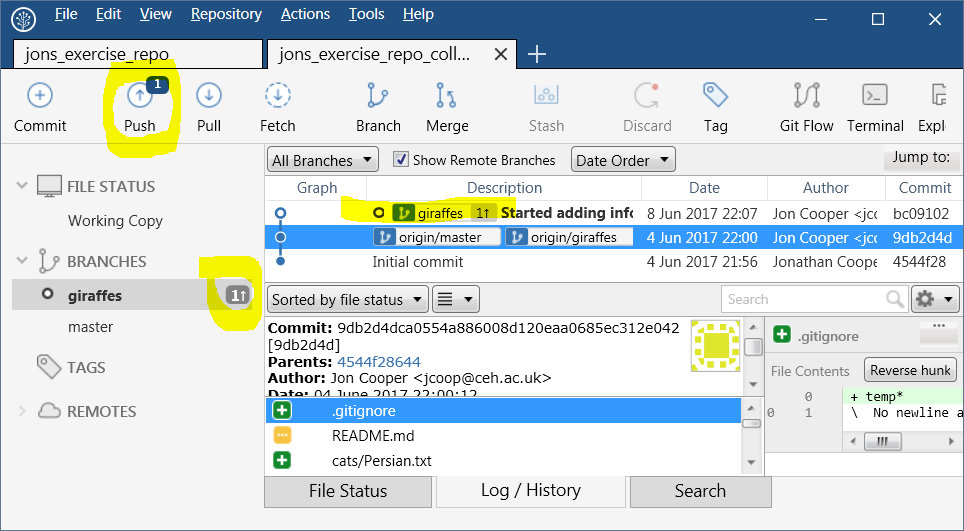 File Edit View Repository Actions Tools Help
jons_exercise_repo jons_exercise_repo_coll...
1
Commit Push Pull Fetch Branch Merge Stash Discard Tag Git Flow Terminal Explo
All Branches Show Remote Branches Date Order Jump to:
Graph Description Date Author Commit
giraffes 1↑ Started adding info 8 Jun 2017 22:07 Jon Cooper <jco bc09102
origin/master origin/giraffes 4 Jun 2017 22:00 Jon Cooper <jco 9db2d4d
Initial commit 4 Jun 2017 21:56 Jonathan Coope 4544f28
FILE STATUS
Working Copy
BRANCHES
giraffes 1↑
master
TAGS
REMOTES
Sorted by file status Search
Commit: 9db2d4dca0554a886008d120eaa0685ec312e042
[9db2d4d]
Parents: 4544f28644
Author: Jon Cooper <jcoop@ceh.ac.uk>
Date: 04 June 2017 22:00:12
.gitignore
README.md
cats/Persian.txt
.gitignore
File Contents Reverse hunk
0 + temp*
0 1 \ No newline a
File Status Log / History Search